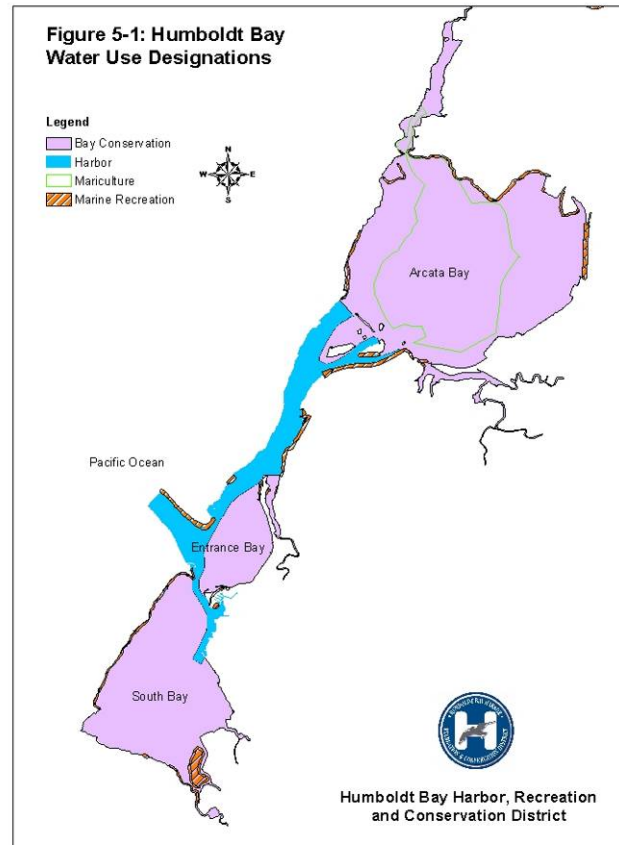 Figure 5-1: Humboldt Bay
Water Use Designations
Legend
Bay Conservation
Harbor
Mariculture
Marine Recreation
N
W
E
S
Arcata Bay
Pacific Ocean
Entrance Bay
South Bay
H
Humboldt Bay Harbor, Recreation
and Conservation District